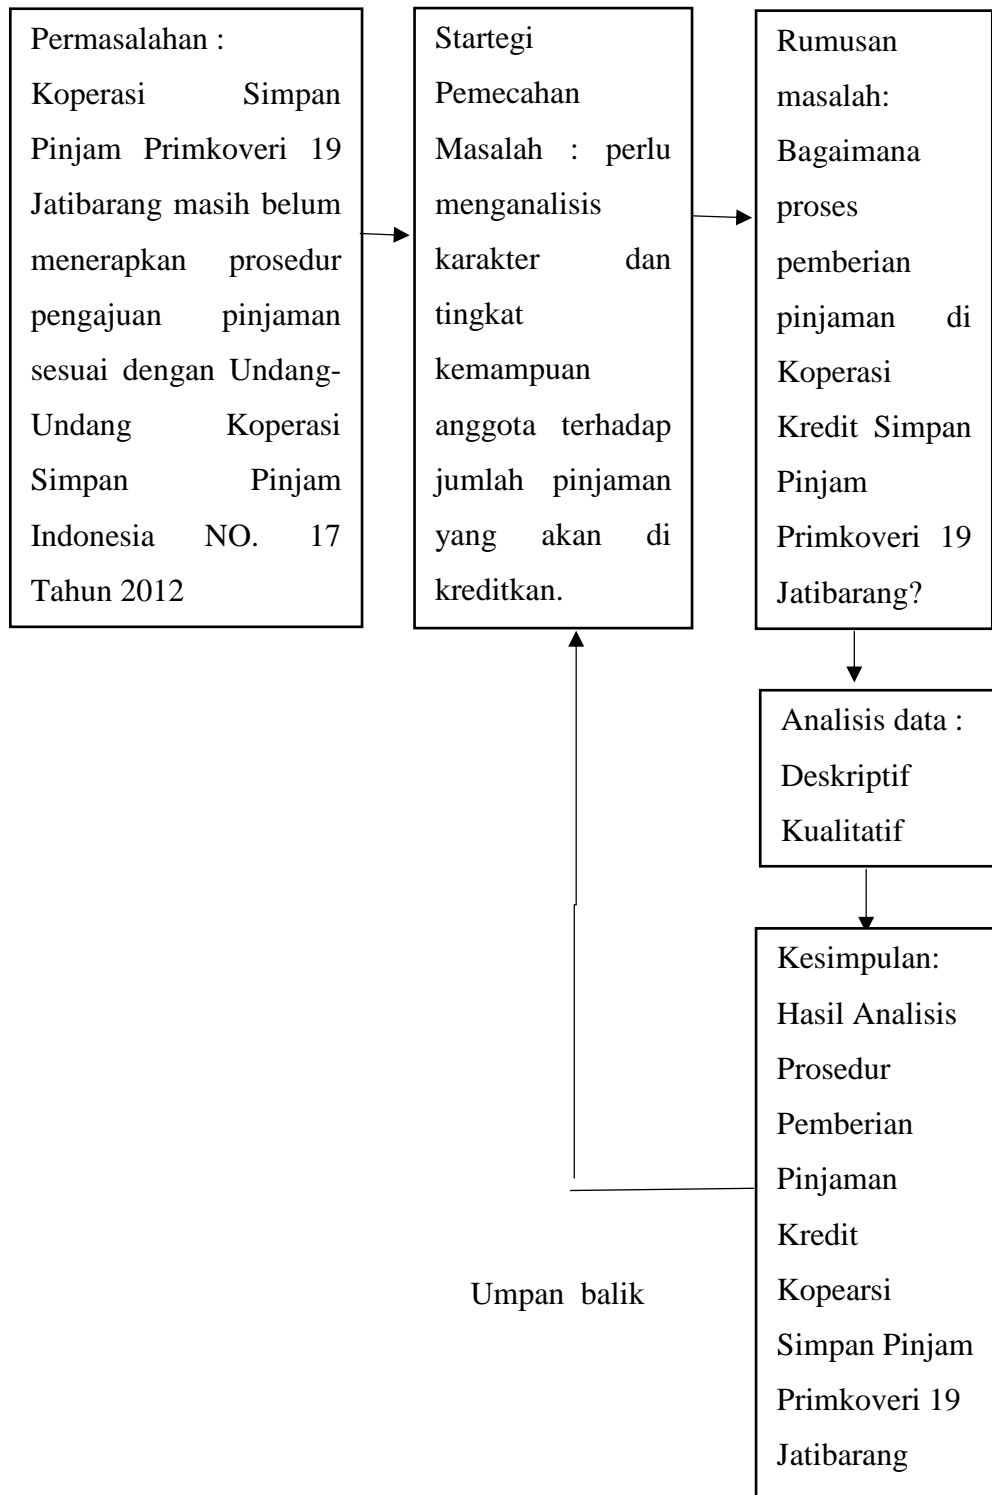 Permasalahan :
Koperasi Simpan
Pinjam Primkoveri 19
Jatibarang masih belum
menerapkan prosedur
pengajuan pinjaman
sesuai dengan Undang-
Undang Koperasi
Simpan Pinjam
Indonesia NO. 17
Tahun 2012
Startegi
Pemecahan
Masalah : perlu
menganalisis
karakter dan
tingkat
kemampuan
anggota terhadap
jumlah pinjaman
yang akan di
kreditkan.
Rumusan
masalah:
Bagaimana
proses
pemberian
pinjaman di
Koperasi
Kredit Simpan
Pinjam
Primkoveri 19
Jatibarang?
Analisis data :
Deskriptif
Kualitatif
Kesimpulan:
Hasil Analisis
Prosedur
Pemberian
Pinjaman
Kredit
Kopearsi
Simpan Pinjam
Primkoveri 19
Jatibarang
Umpan balik